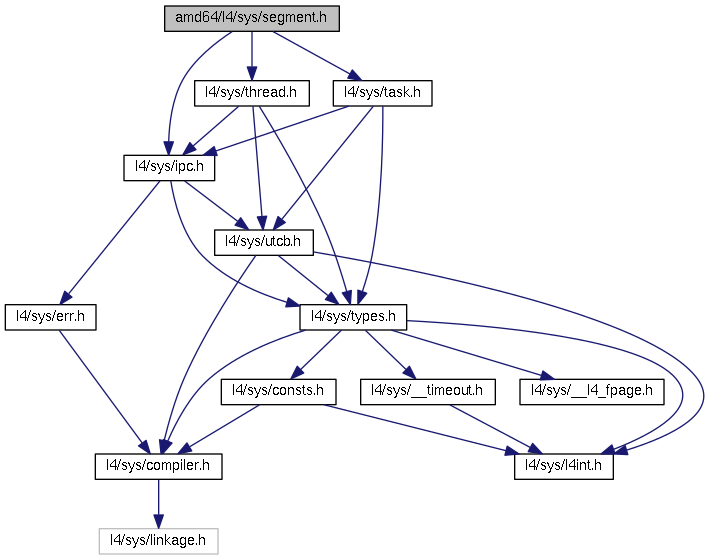 amd64/l4/sys/segment.h
l4/sys/thread.h
l4/sys/task.h
l4/sys/ipc.h
l4/sys/utcb.h
l4/sys/err.h
l4/sys/types.h
l4/sys/consts.h
l4/sys/__timeout.h
l4/sys/__l4_fpage.h
l4/sys/compiler.h
l4/sys/l4int.h
l4/sys/linkage.h